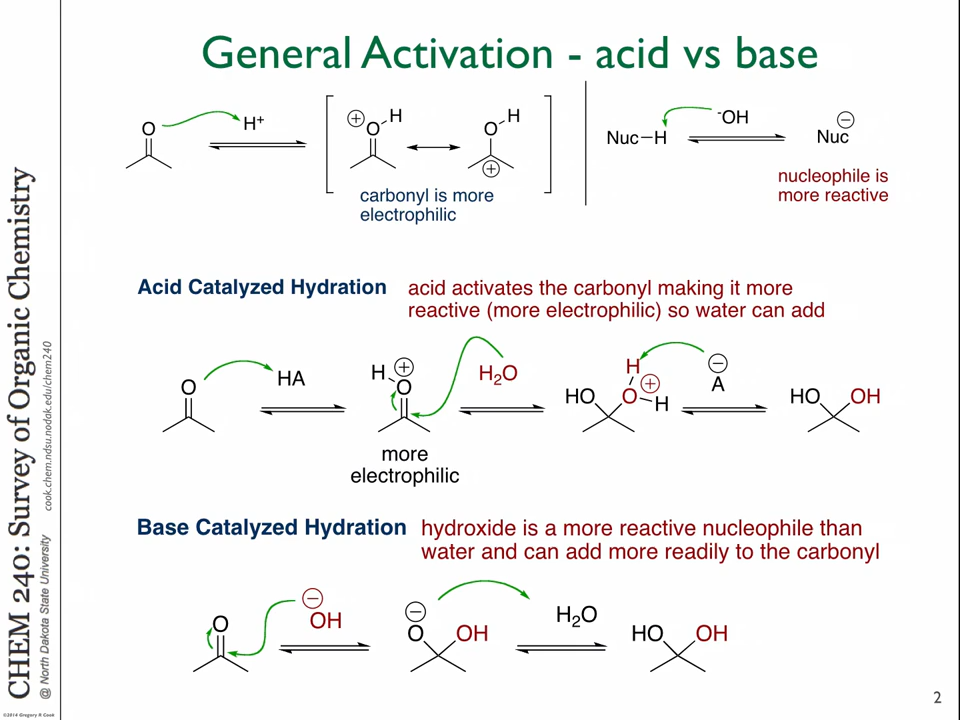 General Activation - acid vs base
O
H⁺
⊕ O H
O H
⊕
carbonyl is more
electrophilic
Nuc–H
⁻OH
⊖
Nuc
nucleophile is
more reactive
Acid Catalyzed Hydration
acid activates the carbonyl making it more
reactive (more electrophilic) so water can add
O
HA
H ⊕
O
more
electrophilic
H₂O
H
HO O ⊕ H
⊖
A
HO OH
Base Catalyzed Hydration
hydroxide is a more reactive nucleophile than
water and can add more readily to the carbonyl
O
⊖
OH
⊖
O OH
H₂O
HO OH
CHEM 240: Survey of Organic Chemistry
@ North Dakota State University cook.chem.ndsu.nodak.edu/chem240
©2014 Gregory R Cook
2